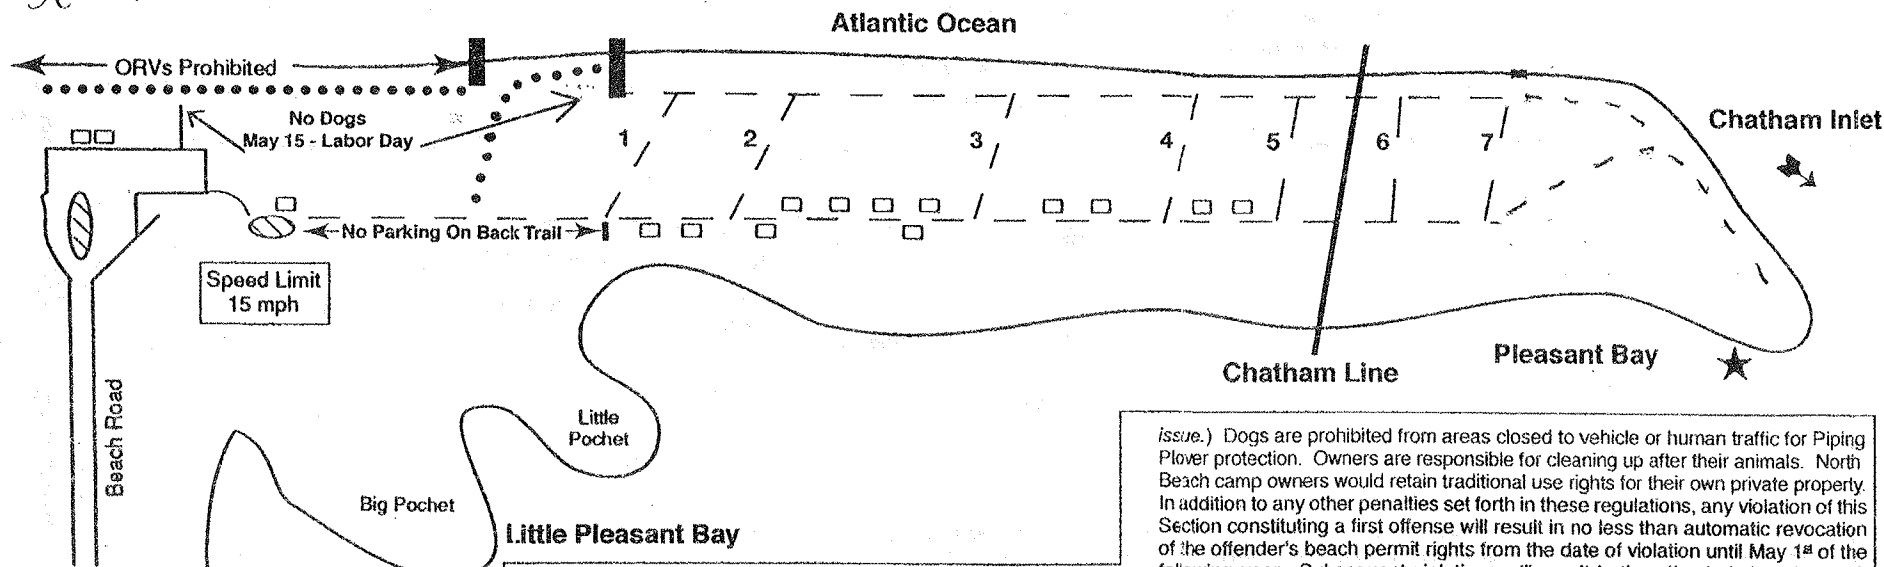 Atlantic Ocean
ORVs Prohibited
No Dogs
May 15 - Labor Day
1
2
3
4
5
6
7
Chatham Inlet
No Parking On Back Trail
Speed Limit
15 mph
Chatham Line
Pleasant Bay
Beach Road
Little
Pochet
Big Pochet
Little Pleasant Bay
issue.) Dogs are prohibited from areas closed to vehicle or human traffic for Piping
Plover protection. Owners are responsible for cleaning up after their animals. North
Beach camp owners would retain traditional use rights for their own private property.
In addition to any other penalties set forth in these regulations, any violation of this
Section constituting a first offense will result in no less than automatic revocation
of the offender's beach permit rights from the date of violation until May 1st of the